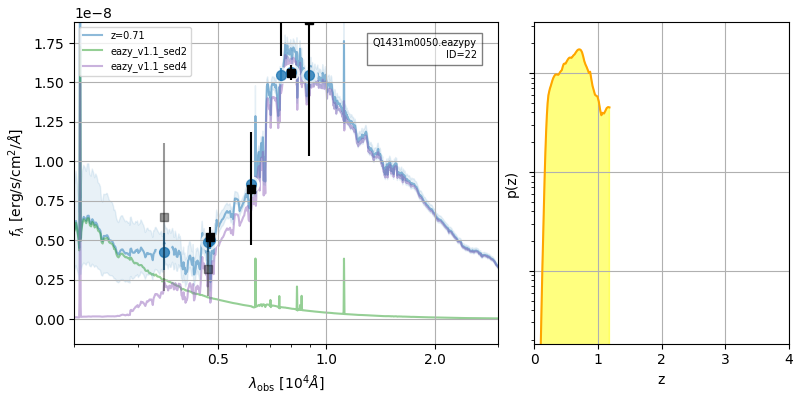 1e−8
z=0.71
eazy_v1.1_sed2
eazy_v1.1_sed4
Q1431m0050.eazypy
ID=22
1.75
1.50
1.25
1.00
0.75
0.50
0.25
0.00
f_λ [erg/s/cm²/Å]
0.5
1.0
2.0
λ_obs [10⁴Å]
p(z)
0
1
2
3
4
z